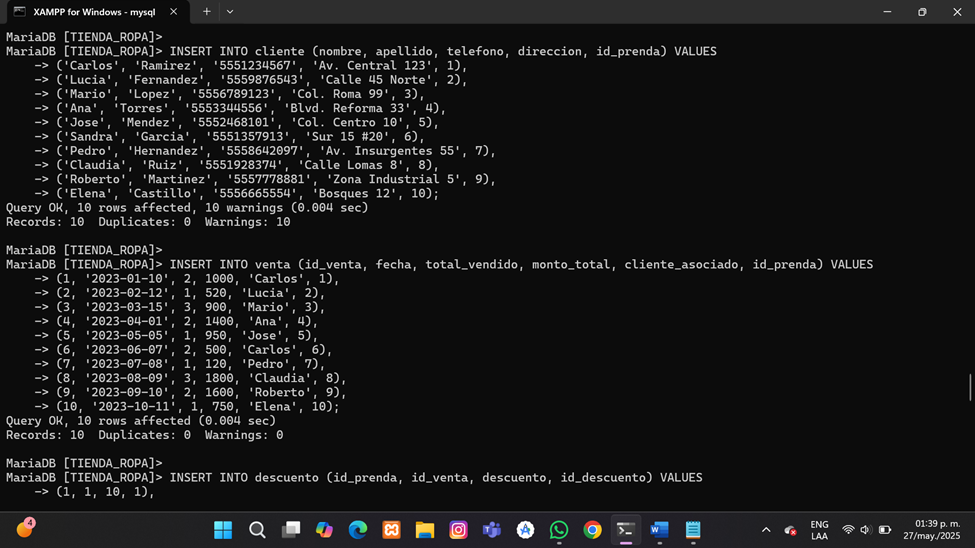 XAMPP for Windows - mysql
MariaDB [TIENDA_ROPA]>
MariaDB [TIENDA_ROPA]> INSERT INTO cliente (nombre, apellido, telefono, direccion, id_prenda) VALUES
-> ('Carlos', 'Ramirez', '5551234567', 'Av. Central 123', 1),
-> ('Lucia', 'Fernandez', '5559876543', 'Calle 45 Norte', 2),
-> ('Mario', 'Lopez', '5556789123', 'Col. Roma 99', 3),
-> ('Ana', 'Torres', '5553344556', 'Blvd. Reforma 33', 4),
-> ('Jose', 'Mendez', '5552468101', 'Col. Centro 10', 5),
-> ('Sandra', 'Garcia', '5551357913', 'Sur 15 #20', 6),
-> ('Pedro', 'Hernandez', '5558642097', 'Av. Insurgentes 55', 7),
-> ('Claudia', 'Ruiz', '5551928374', 'Calle Lomas 8', 8),
-> ('Roberto', 'Martinez', '5557778881', 'Zona Industrial 5', 9),
-> ('Elena', 'Castillo', '5556665554', 'Bosques 12', 10);
Query OK, 10 rows affected, 10 warnings (0.004 sec)
Records: 10  Duplicates: 0  Warnings: 10
MariaDB [TIENDA_ROPA]>
MariaDB [TIENDA_ROPA]> INSERT INTO venta (id_venta, fecha, total_vendido, monto_total, cliente_asociado, id_prenda) VALUES
-> (1, '2023-01-10', 2, 1000, 'Carlos', 1),
-> (2, '2023-02-12', 1, 520, 'Lucia', 2),
-> (3, '2023-03-15', 3, 900, 'Mario', 3),
-> (4, '2023-04-01', 2, 1400, 'Ana', 4),
-> (5, '2023-05-05', 1, 950, 'Jose', 5),
-> (6, '2023-06-07', 2, 500, 'Carlos', 6),
-> (7, '2023-07-08', 1, 120, 'Pedro', 7),
-> (8, '2023-08-09', 3, 1800, 'Claudia', 8),
-> (9, '2023-09-10', 2, 1600, 'Roberto', 9),
-> (10, '2023-10-11', 1, 750, 'Elena', 10);
Query OK, 10 rows affected (0.004 sec)
Records: 10  Duplicates: 0  Warnings: 0
MariaDB [TIENDA_ROPA]>
MariaDB [TIENDA_ROPA]> INSERT INTO descuento (id_prenda, id_venta, descuento, id_descuento) VALUES
-> (1, 1, 10, 1),
4
ENG
LAA
01:39 p. m.
27/may./2025